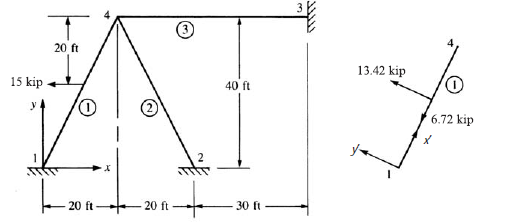 4
3
③
20 ft
15 kip
y
①
②
40 ft
1
x
2
20 ft
20 ft
30 ft
4
13.42 kip
①
6.72 kip
x'
y'
1